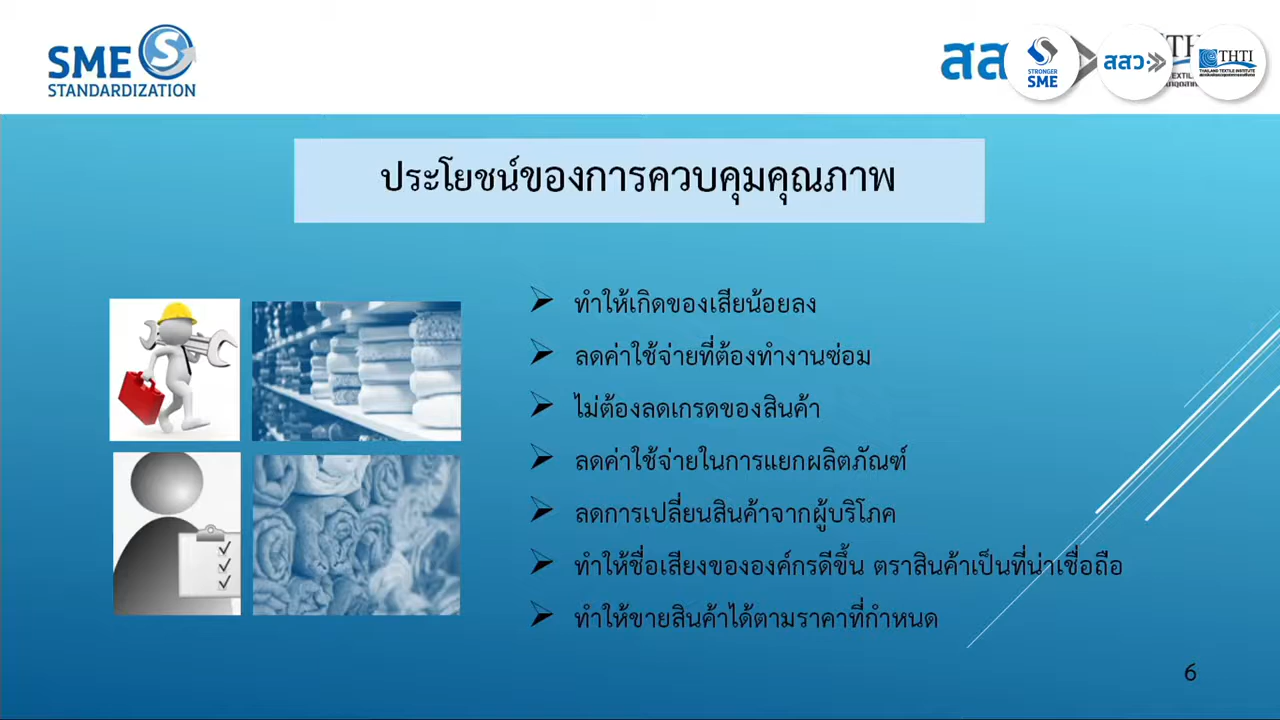 SME
STANDARDIZATION
สส
STRONGER
SME
สสว
THTI
THAILAND TEXTILE INSTITUTE
ประโยชน์ของการควบคุมคุณภาพ
ทำให้เกิดของเสียน้อยลง
ลดค่าใช้จ่ายที่ต้องทำงานซ่อม
ไม่ต้องลดเกรดของสินค้า
ลดค่าใช้จ่ายในการแยกผลิตภัณฑ์
ลดการเปลี่ยนสินค้าจากผู้บริโภค
ทำให้ชื่อเสียงขององค์กรดีขึ้น ตราสินค้าเป็นที่น่าเชื่อถือ
ทำให้ขายสินค้าได้ตามราคาที่กำหนด
6